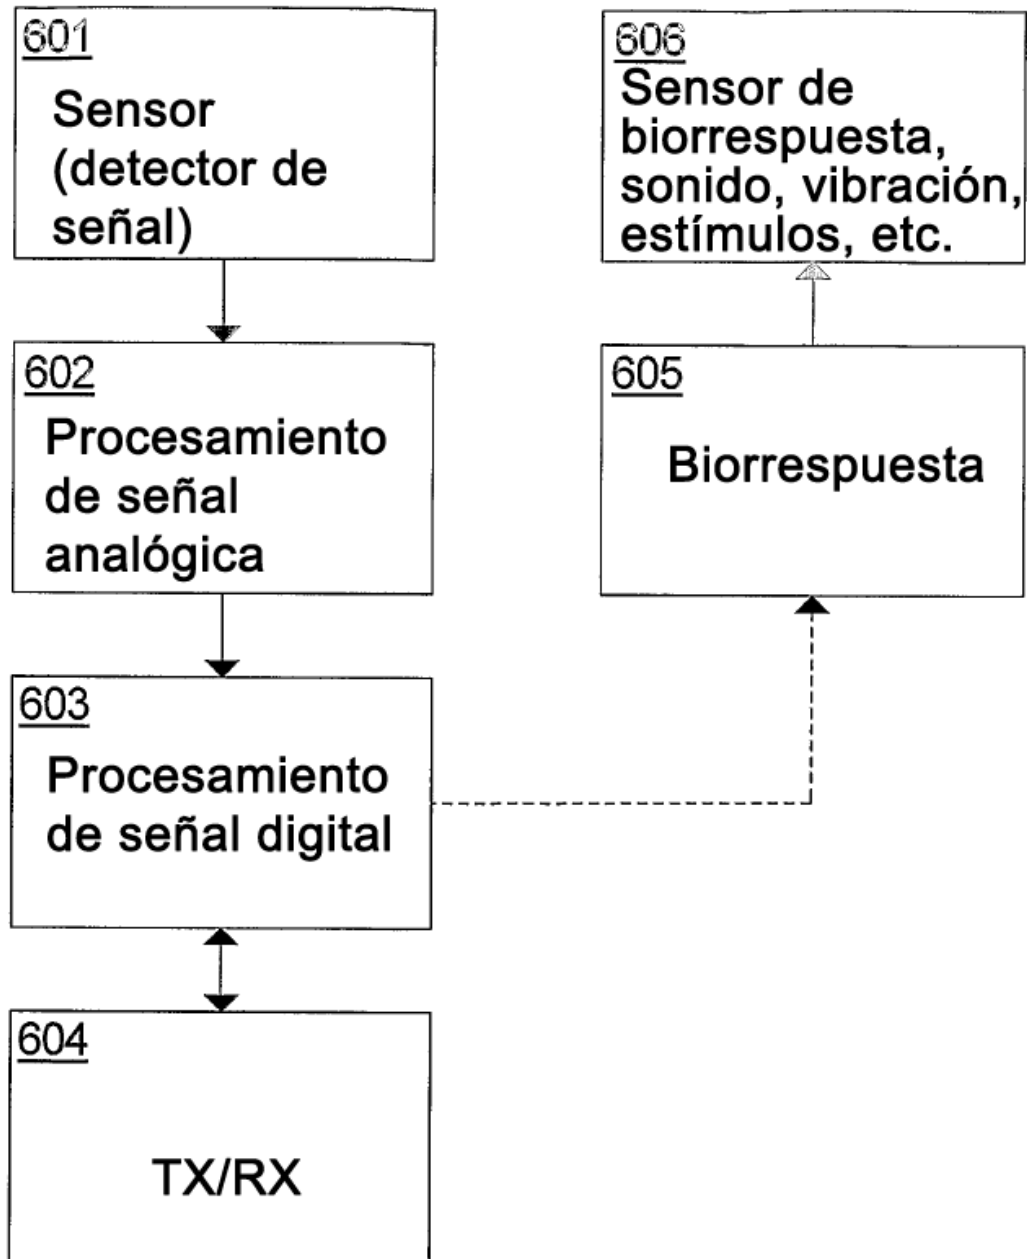 601
Sensor
(detector de
señal)
602
Procesamiento
de señal
analógica
603
Procesamiento
de señal digital
604
TX/RX
606
Sensor de
biorrespuesta,
sonido, vibración,
estímulos, etc.
605
Biorrespuesta